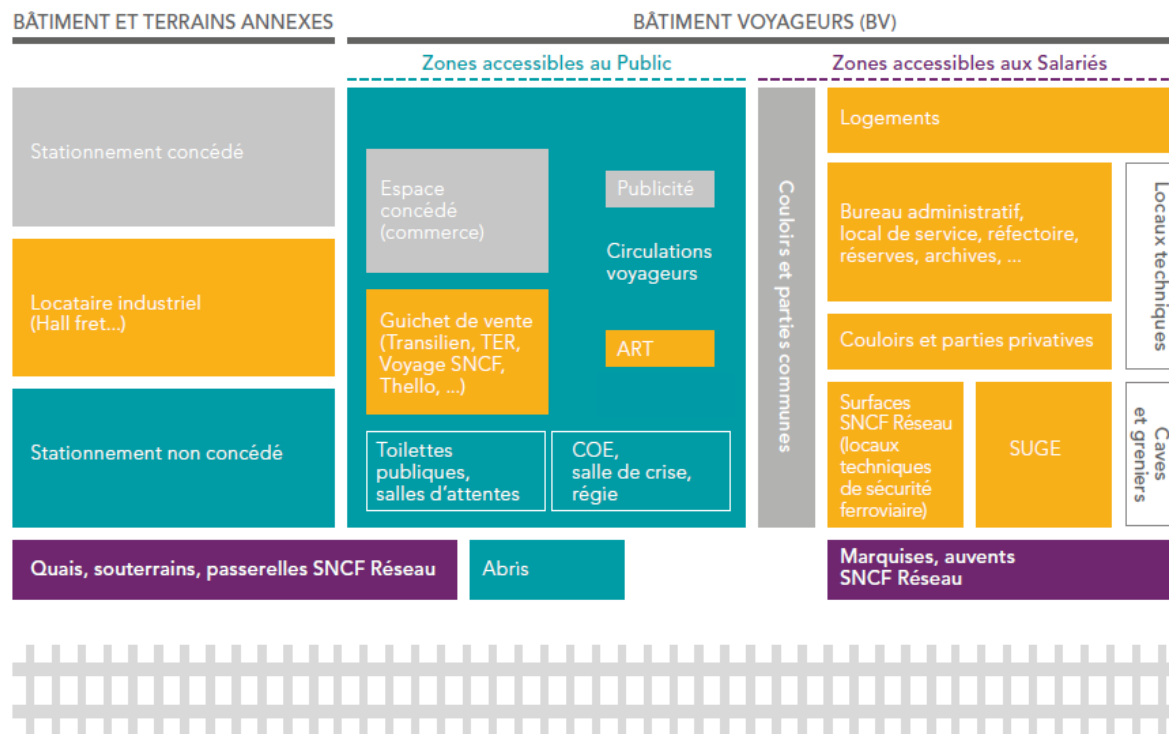 BÂTIMENT ET TERRAINS ANNEXES
BÂTIMENT VOYAGEURS (BV)
Zones accessibles au Public
Zones accessibles aux Salariés
Stationnement concédé
Locataire industriel
(Hall fret...)
Stationnement non concédé
Espace
concédé
(commerce)
Publicité
Circulations
voyageurs
Guichet de vente
(Transilien, TER,
Voyage SNCF,
Thello, ...)
ART
Toilettes
publiques,
salles d'attentes
COE,
salle de crise,
régie
Couloirs et parties communes
Logements
Bureau administratif,
local de service, réfectoire,
réserves, archives, ...
Couloirs et parties privatives
Surfaces
SNCF Réseau
(locaux
techniques
de sécurité
ferroviaire)
SUGE
Locaux techniques
Caves
et greniers
Quais, souterrains, passerelles SNCF Réseau
Abris
Marquises, auvents
SNCF Réseau